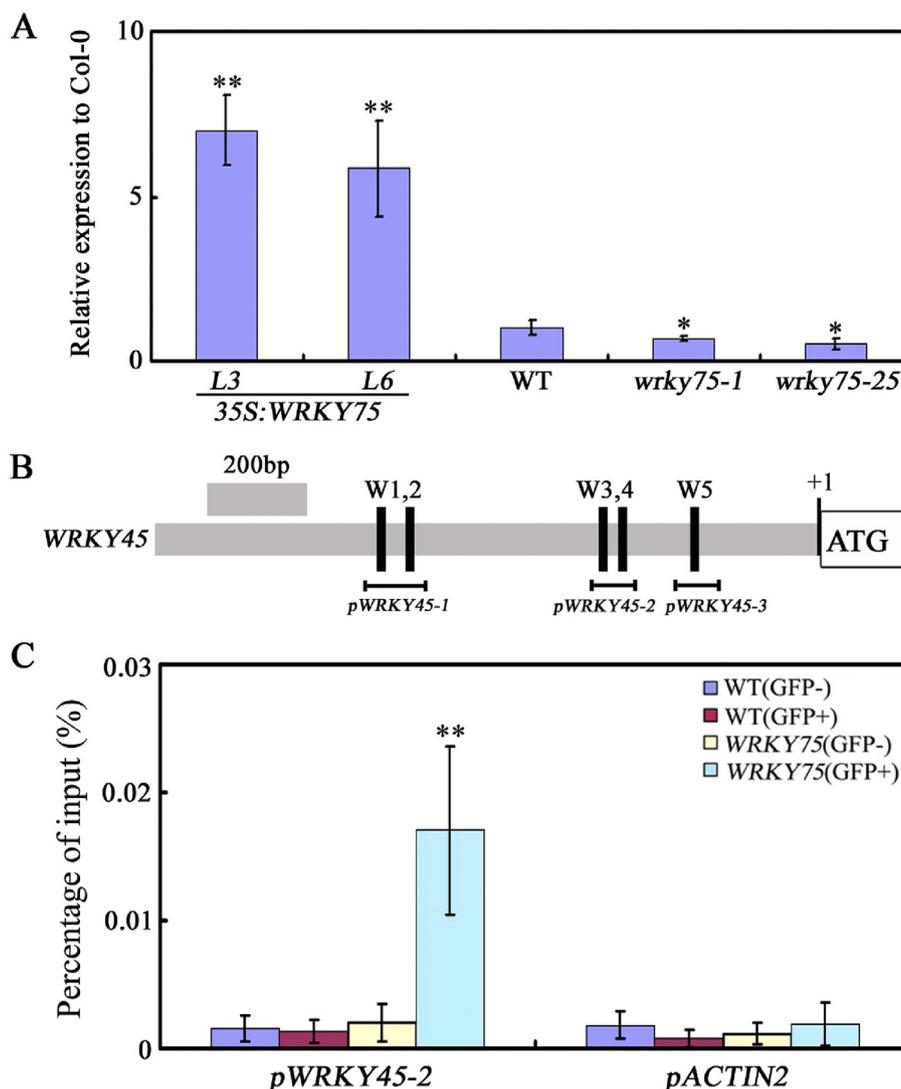 A
Relative expression to Col-0
10
5
0
**
**
*
*
L3 L6 WT wrky75-1 wrky75-25
35S:WRKY75
B
200bp
W1,2 W3,4 W5 +1
WRKY45 ATG
pWRKY45-1 pWRKY45-2 pWRKY45-3
C
Percentage of input (%)
0.03
0.02
0.01
0
WT(GFP-)
WT(GFP+)
WRKY75(GFP-)
WRKY75(GFP+)
**
pWRKY45-2 pACTIN2